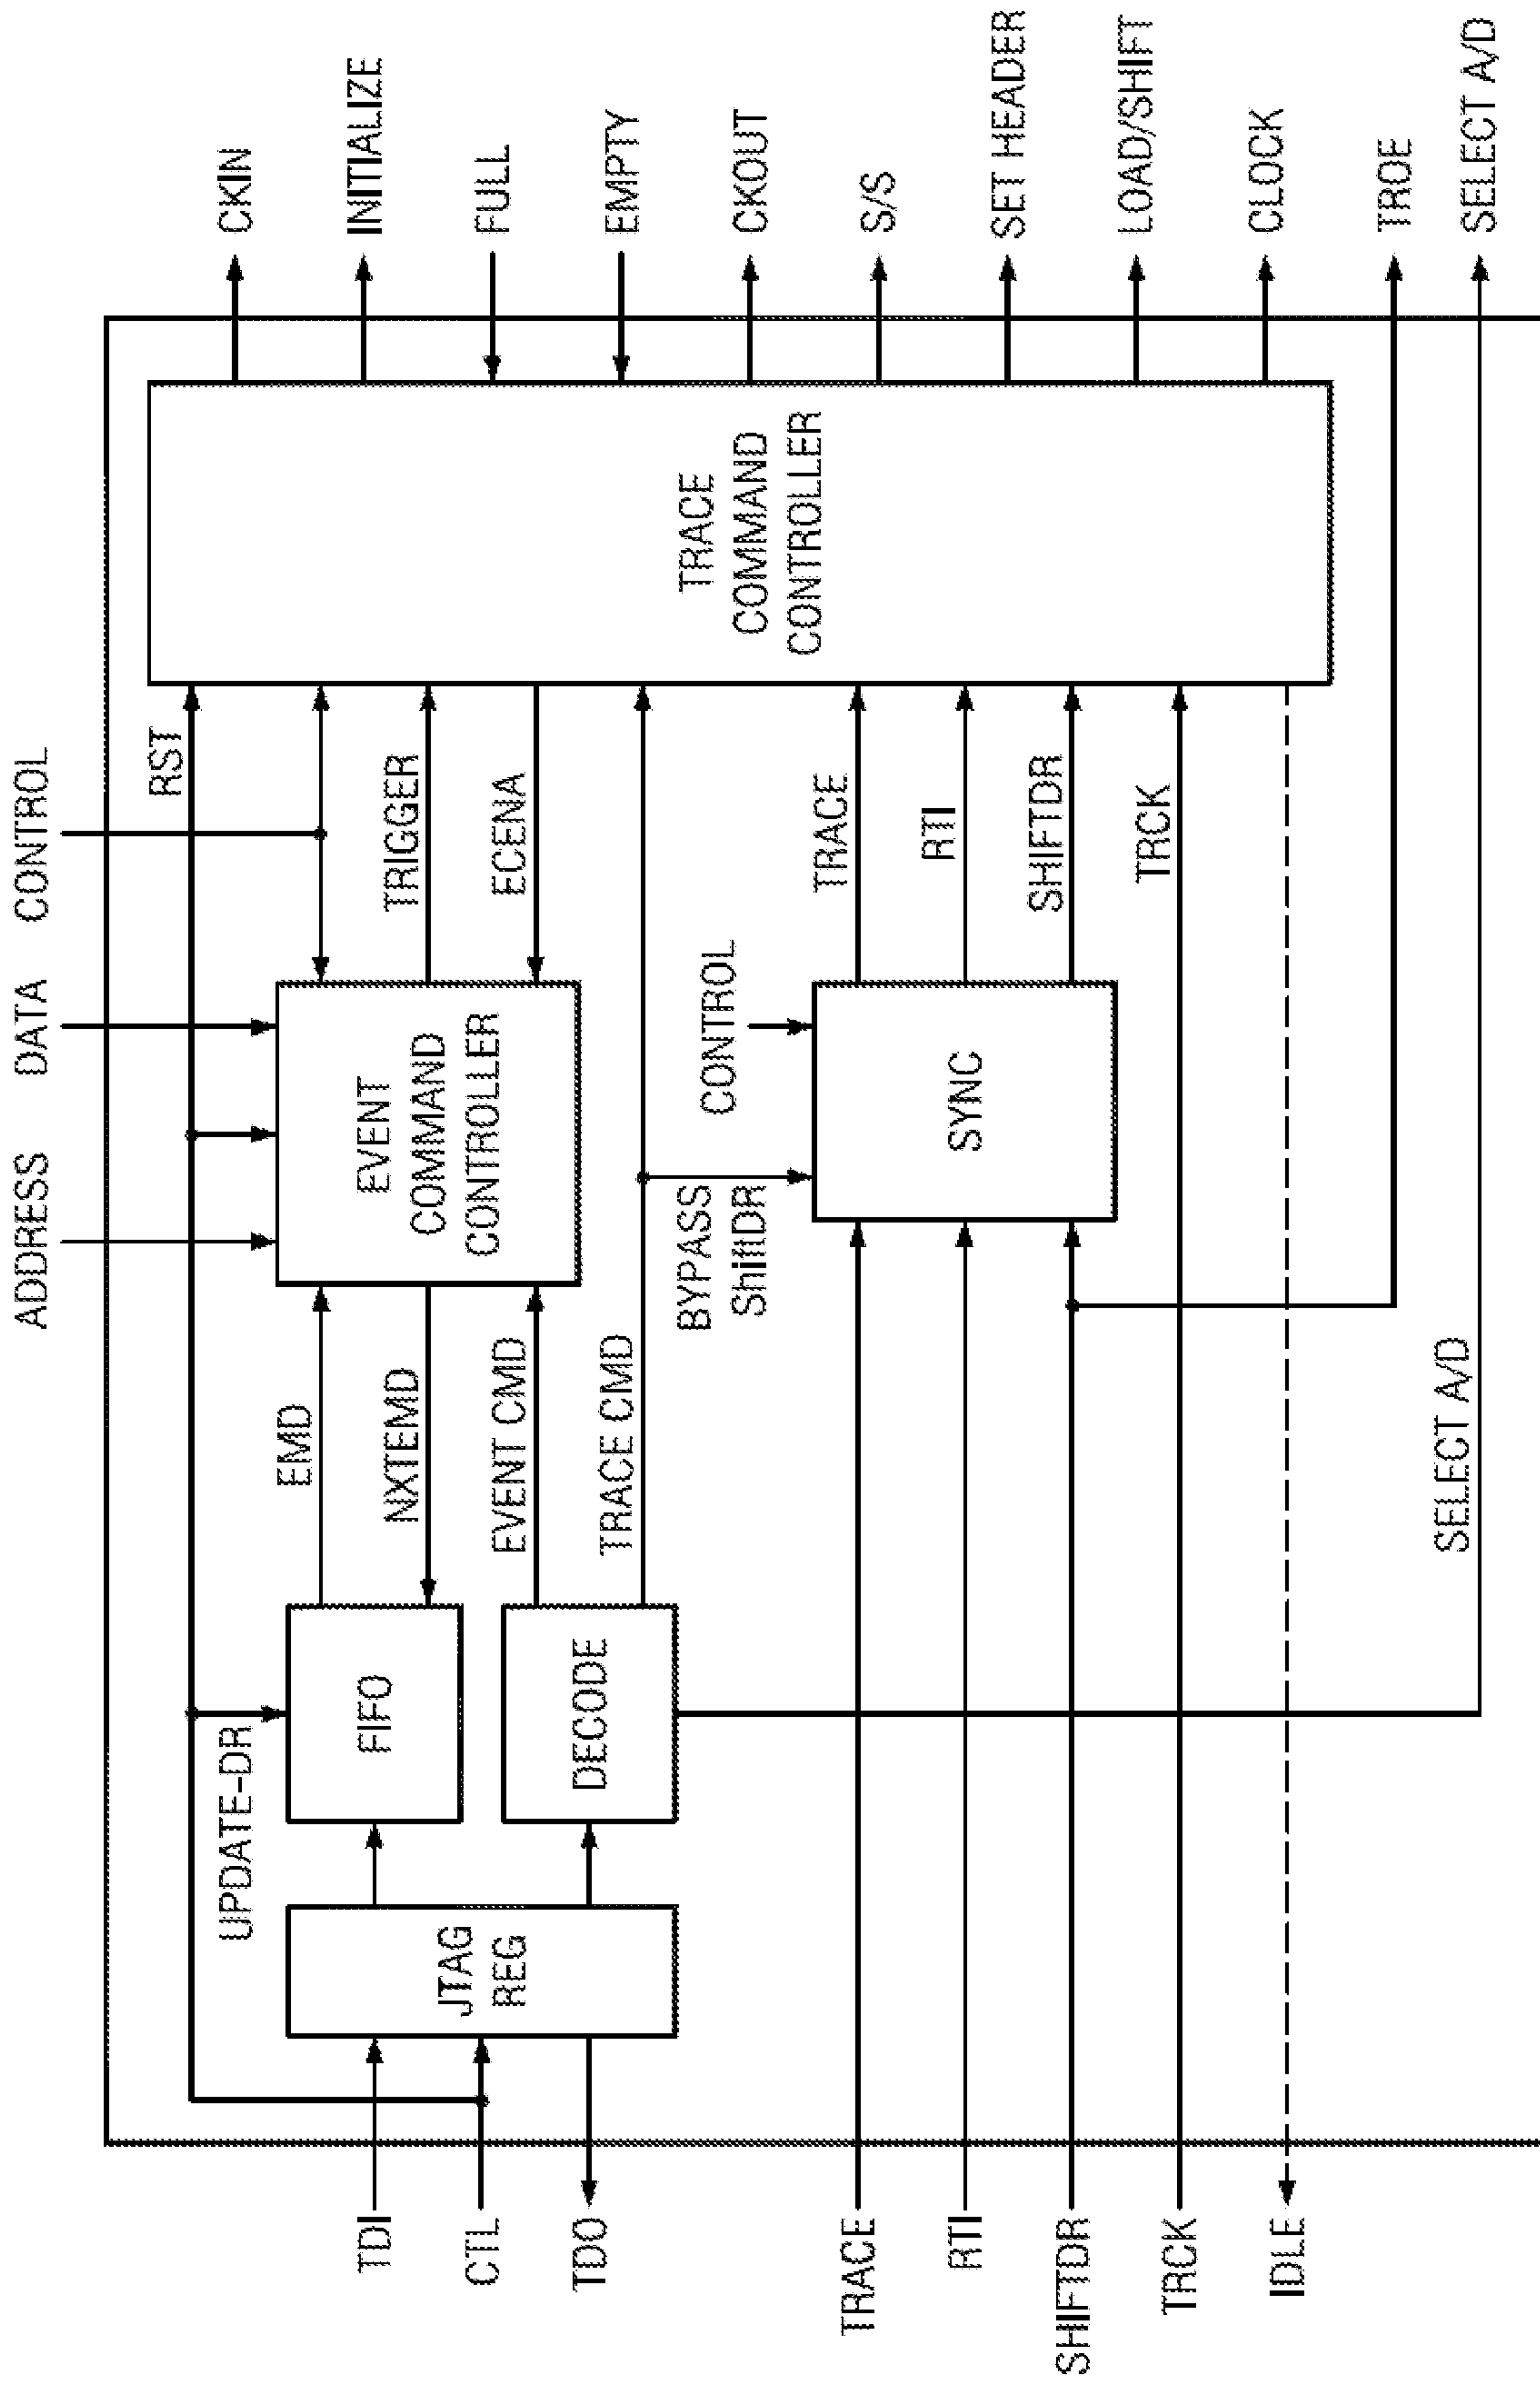 ADDRESS
DATA
CONTROL
RST
UPDATE-DR
EMD
NXTEMD
EVENT CMD
TRACE CMD
TRIGGER
ECENA
TDI
CTL
TDO
JTAG
REG
FIFO
DECODE
EVENT
COMMAND
CONTROLLER
TRACE
COMMAND
CONTROLLER
BYPASS
ShiftDR
CONTROL
SYNC
TRACE
RTI
SHIFTDR
TRCK
TRACE
RTI
SHIFTDR
TRCK
IDLE
SELECT A/D
CKIN
INITIALIZE
FULL
EMPTY
CKOUT
S/S
SET HEADER
LOAD/SHIFT
CLOCK
TROE
SELECT A/D